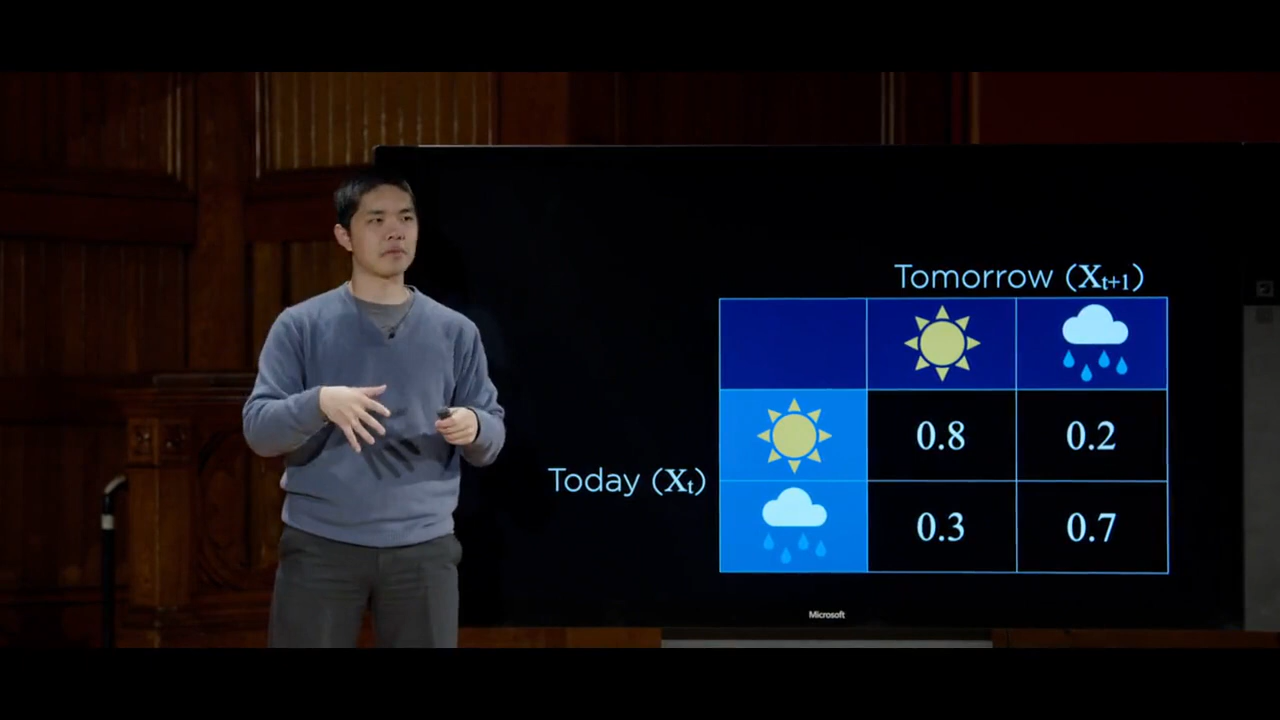 Tomorrow (Xₜ₊₁)
0.8 0.2
Today (Xₜ)
0.3 0.7
Microsoft